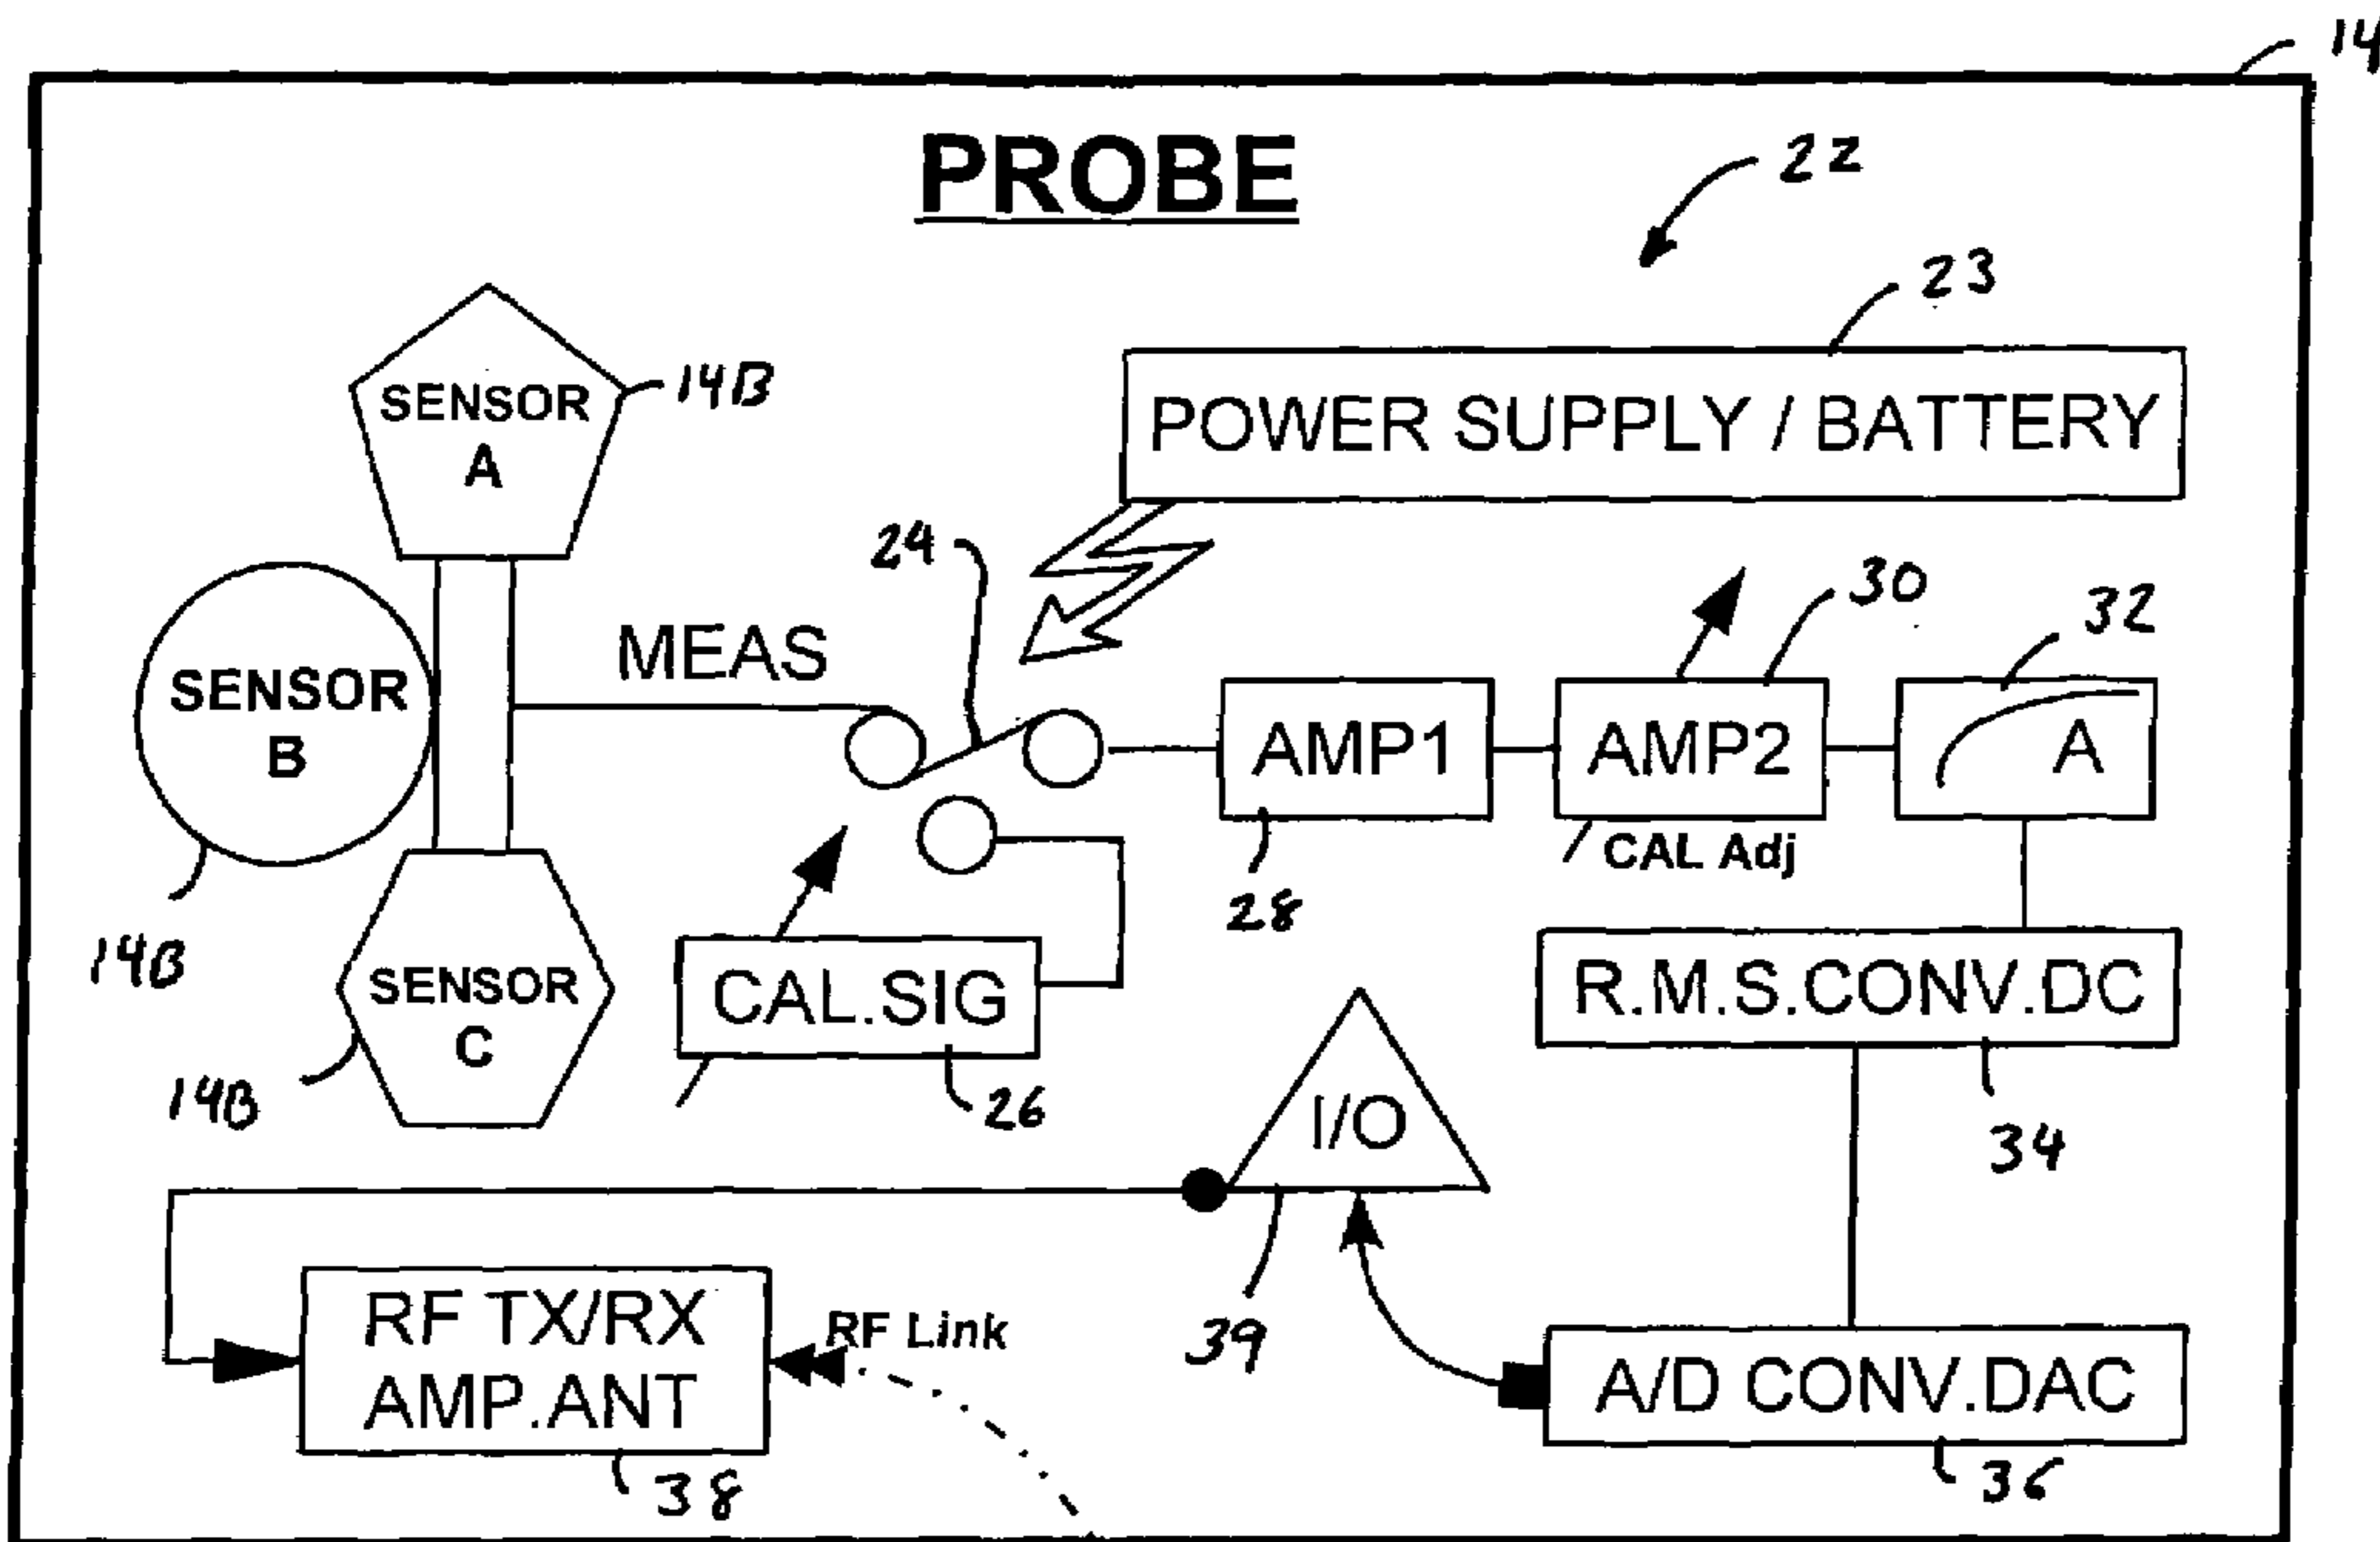 14
PROBE
22
23
SENSOR
A
14B
POWER SUPPLY / BATTERY
24
30
32
MEAS
SENSOR
B
AMP1
AMP2
A
CAL Adj
28
14B
SENSOR
C
CAL.SIG
R.M.S.CONV.DC
14B
26
I/O
34
RF TX/RX
AMP.ANT
RF Link
39
A/D CONV.DAC
38
36